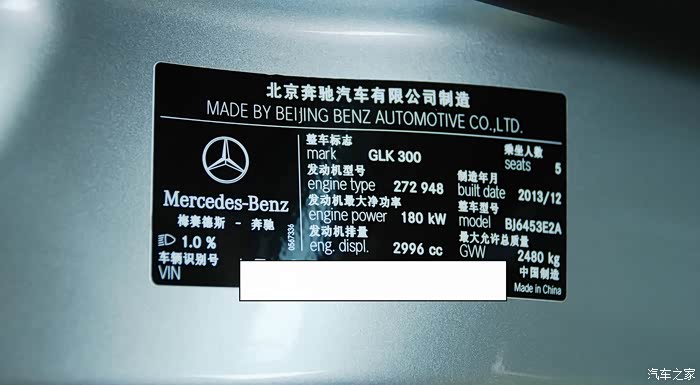 北京奔驰汽车有限公司制造
MADE BY BEIJING BENZ AUTOMOTIVE CO.,LTD.
Mercedes-Benz
梅赛德斯 - 奔驰
1.0 %
车辆识别号
VIN
0567336
整车标志
mark GLK 300
发动机型号
engine type 272 948
发动机最大净功率
engine power 180 kW
发动机排量
eng. displ. 2996 cc
乘坐人数
seats 5
制造年月
built date 2013/12
整车型号
model BJ6453E2A
最大允许总质量
GVW 2480 kg
中国制造
Made in China
汽车之家